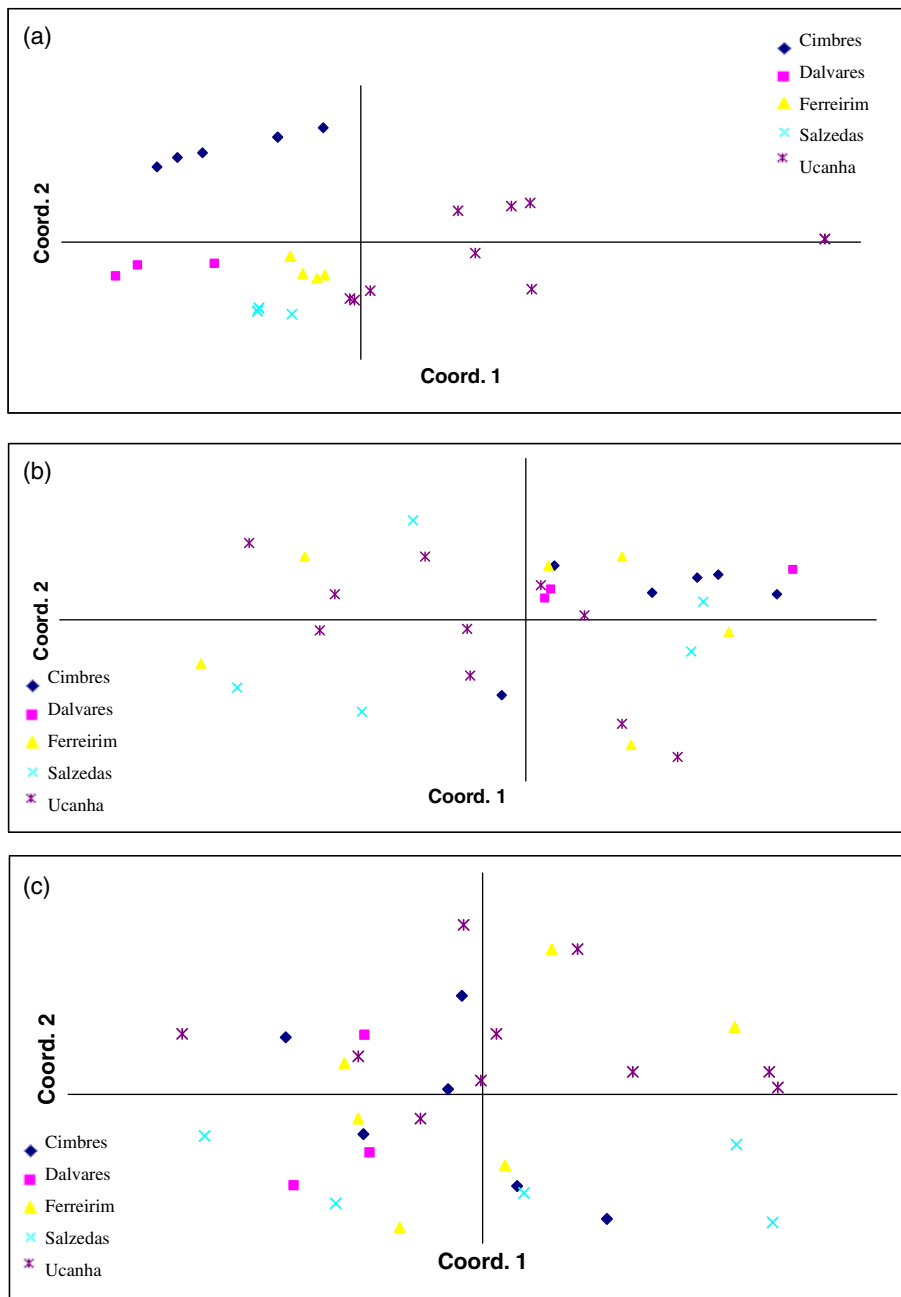 (a)
Cimbres
Dalvares
Ferreirim
Salzedas
Ucanha
Coord. 2
Coord. 1
(b)
Coord. 2
Cimbres
Dalvares
Ferreirim
Salzedas
Ucanha
Coord. 1
(c)
Coord. 2
Cimbres
Dalvares
Ferreirim
Salzedas
Ucanha
Coord. 1